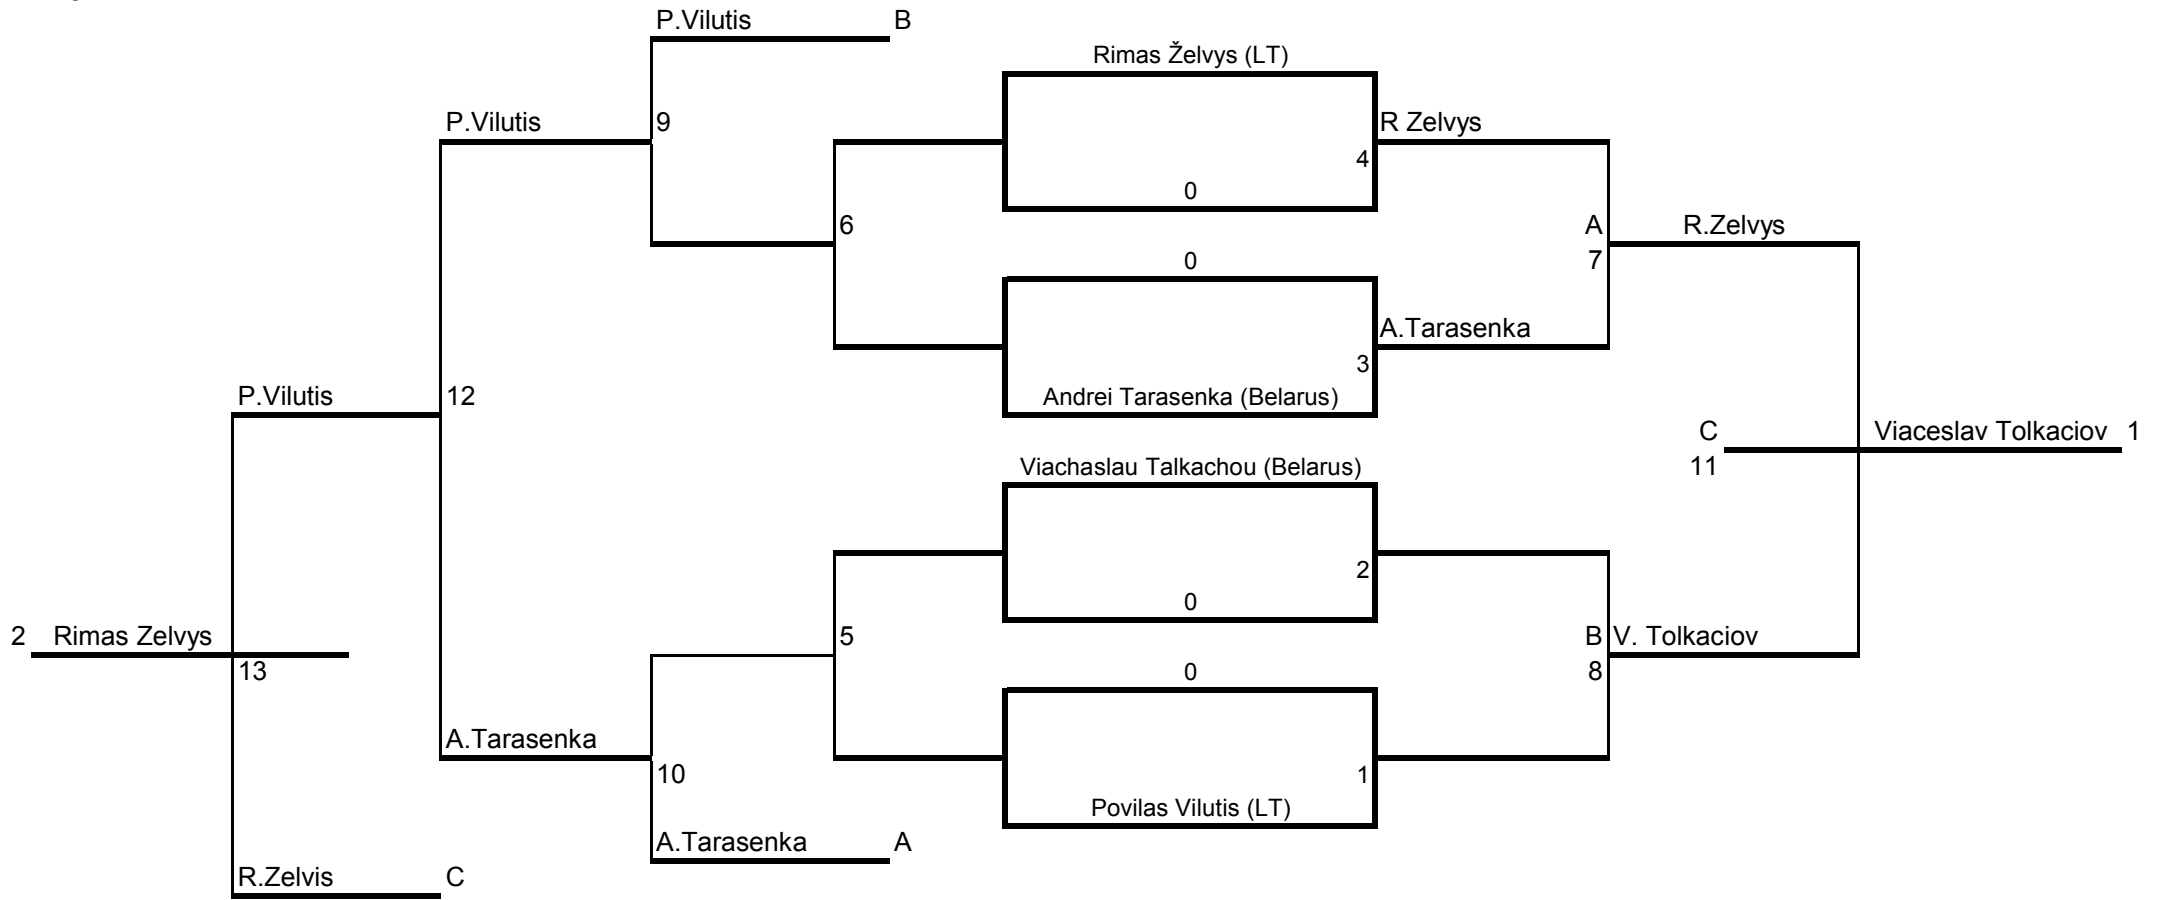 P.Vilutis B
Rimas Želvys (LT)
P.Vilutis 9 R Zelvys
4
0
6 A R.Zelvys
0 7
A.Tarasenka
3
P.Vilutis 12 Andrei Tarasenka (Belarus)
C Viaceslav Tolkaciov 1
11
Viachaslau Talkachou (Belarus)
2
0
2 Rimas Zelvys 5 B V. Tolkaciov
13 0 8
A.Tarasenka
10 1
Povilas Vilutis (LT)
A.Tarasenka A
R.Zelvis C